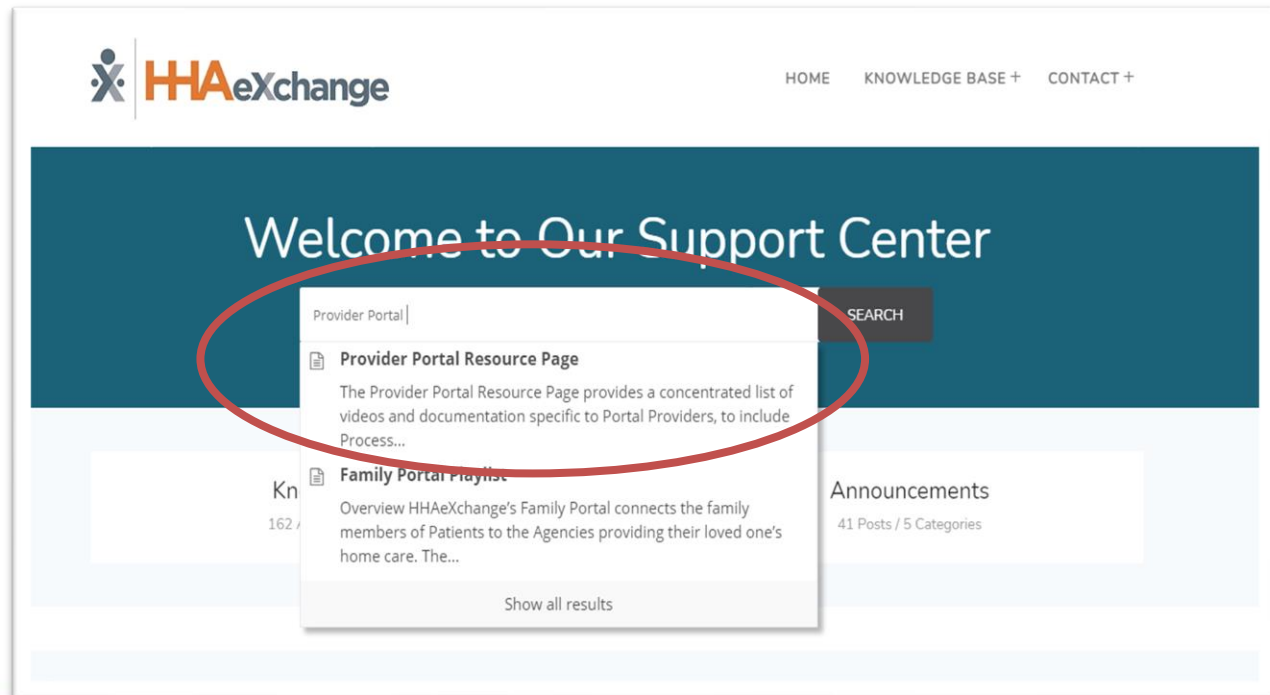 HHAeXchange
HOME KNOWLEDGE BASE + CONTACT +
Welcome to Our Support Center
Provider Portal
SEARCH
Provider Portal Resource Page
The Provider Portal Resource Page provides a concentrated list of
videos and documentation specific to Portal Providers, to include
Process...
Family Portal Playlist
Overview HHAeXchange's Family Portal connects the family
members of Patients to the Agencies providing their loved one's
home care. The...
Show all results
Kn
162
Announcements
41 Posts / 5 Categories